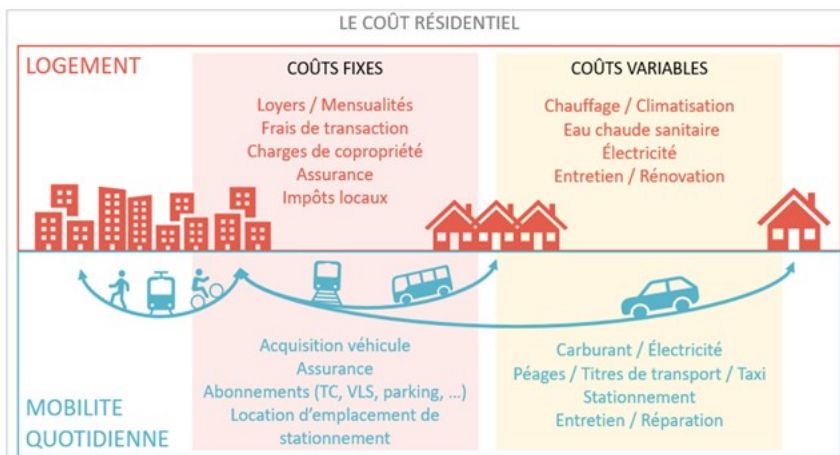 LE COÛT RÉSIDENTIEL
LOGEMENT
COÛTS FIXES
Loyers / Mensualités
Frais de transaction
Charges de copropriété
Assurance
Impôts locaux
COÛTS VARIABLES
Chauffage / Climatisation
Eau chaude sanitaire
Électricité
Entretien / Rénovation
Acquisition véhicule
Assurance
Abonnements (TC, VLS, parking, ...)
Location d'emplacement de
stationnement
Carburant / Électricité
Péages / Titres de transport / Taxi
Stationnement
Entretien / Réparation
MOBILITE
QUOTIDIENNE